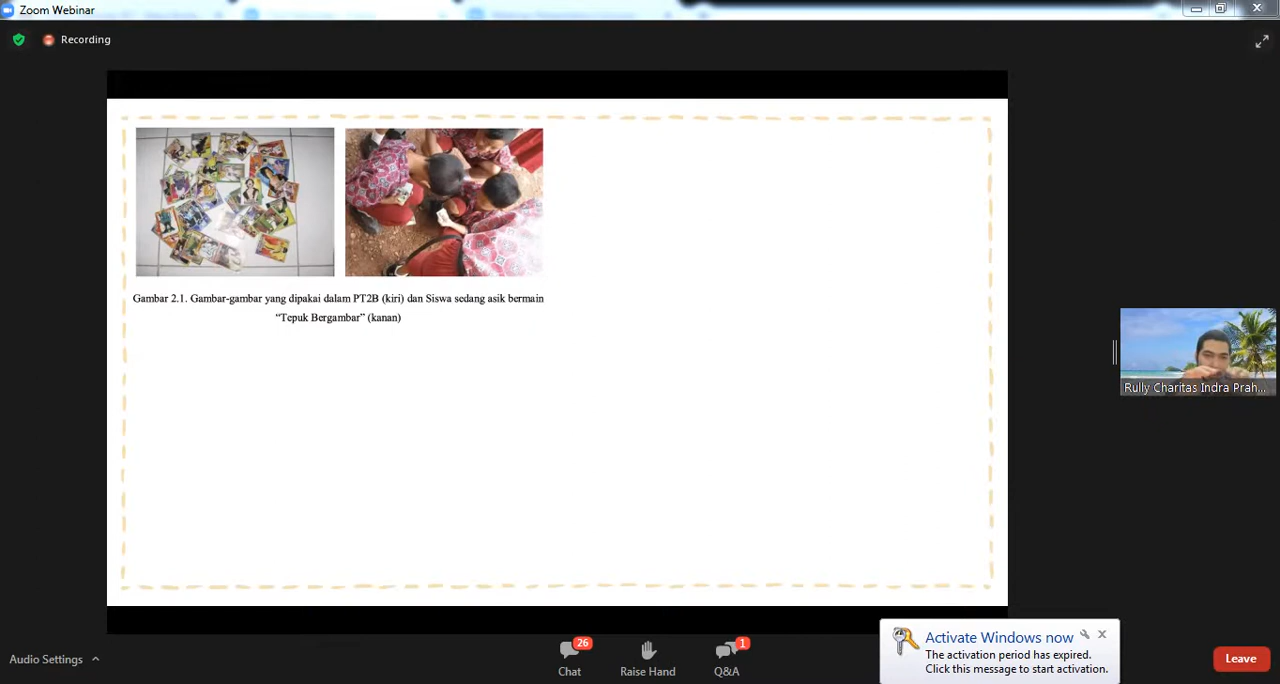 Zoom Webinar
Recording
Gambar 2.1. Gambar-gambar yang dipakai dalam PT2B (kiri) dan Siswa sedang asik bermain
“Tepuk Bergambar” (kanan)
Rully Charitas Indra Prah...
Activate Windows now
The activation period has expired.
Click this message to start activation.
Audio Settings
26
Chat
Raise Hand
1
Q&A
Leave